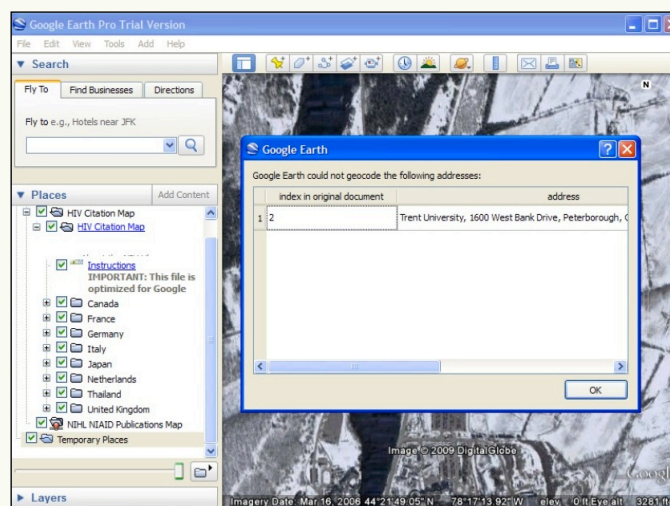 Google Earth Pro Trial Version
File Edit View Tools Add Help
Search
Fly To Find Businesses Directions
Fly to e.g., Hotels near JFK
Places Add Content
HIV Citation Map
HIV Citation Map
Instructions
IMPORTANT: This file is
optimized for Google
Canada
France
Germany
Italy
Japan
Netherlands
Thailand
United Kingdom
NIHL NIAID Publications Map
Temporary Places
Layers
N
Google Earth
Google Earth could not geocode the following addresses:
index in original document address
1 2 Trent University, 1600 West Bank Drive, Peterborough,
OK
Image © 2009 DigitalGlobe
Imagery Date: Mar 16, 2006 44°21'49.05" N 78°17'13.92" W elev 0 ft Eye alt 3281 ft